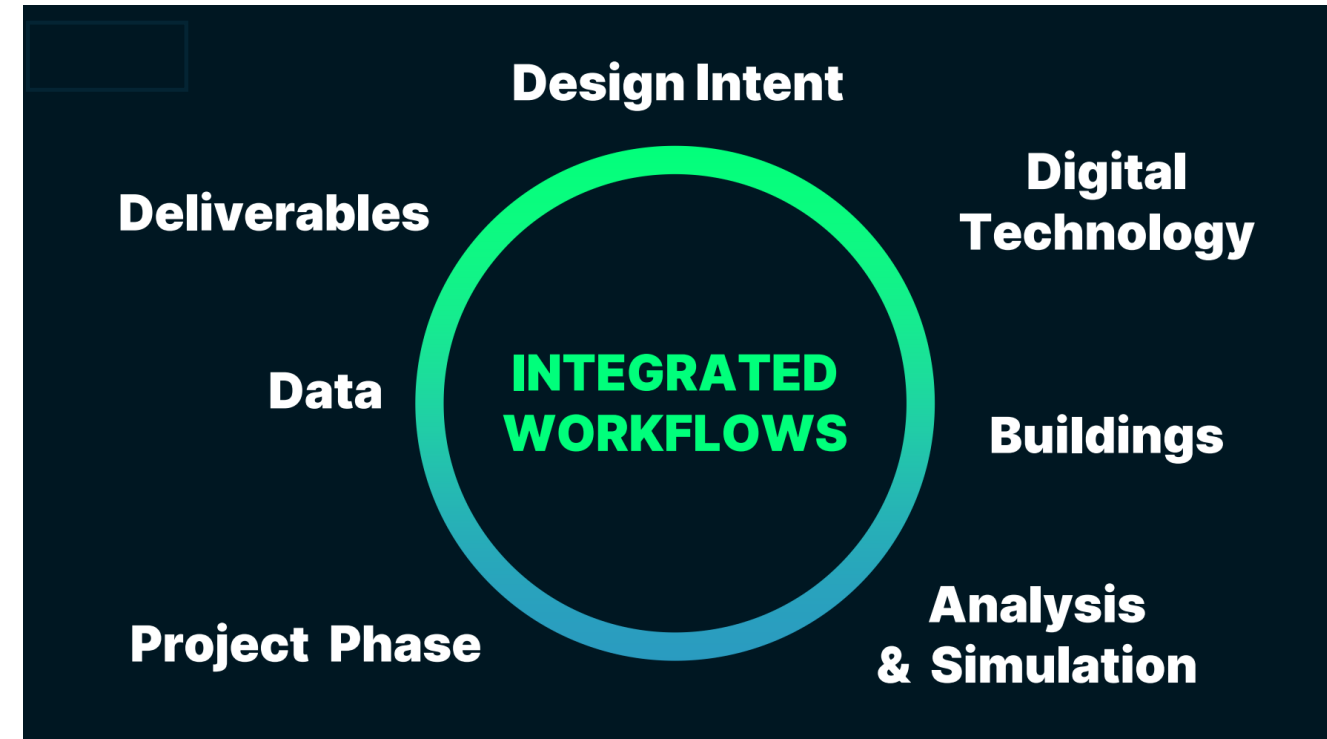 Design Intent
Digital
Technology
Deliverables
INTEGRATED
WORKFLOWS
Data
Buildings
Analysis
& Simulation
Project Phase